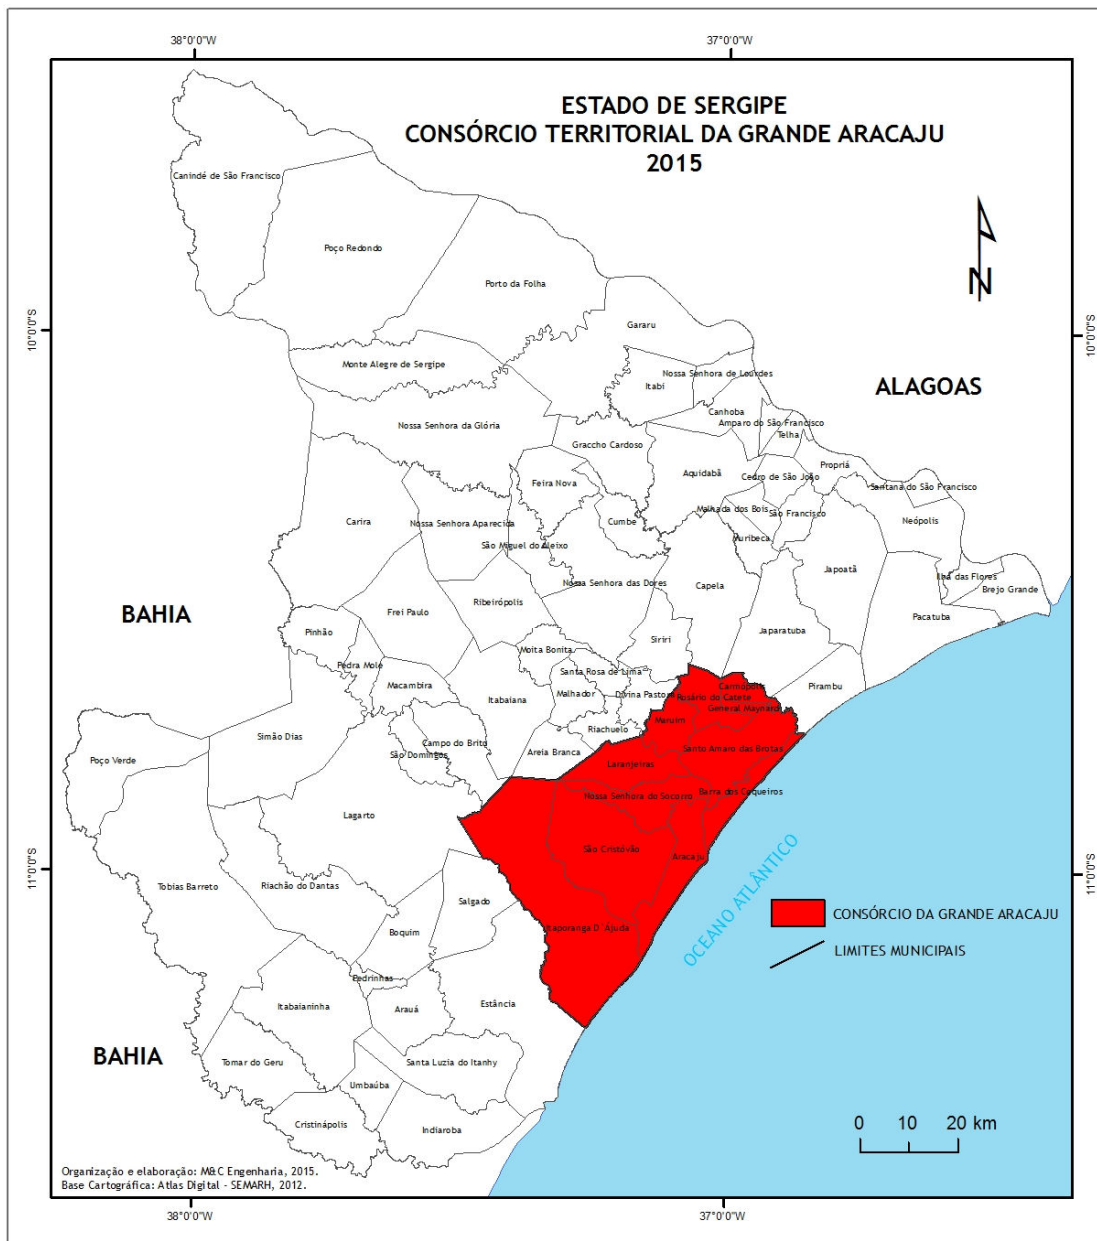 38°0'0"W
37°0'0"W
ESTADO DE SERGIPE
CONSÓRCIO TERRITORIAL DA GRANDE ARACAJU
2015
Canindé de São Francisco
Poço Redondo
Porto da Folha
N
Gararu
10°0'0"S
10°0'0"S
Monte Alegre de Sergipe
Nossa Senhora de Lourdes
Itabi
ALAGOAS
Canhoba
Amparo do São Francisco
Telha
Nossa Senhora da Glória
Graccho Cardoso
Propriá
Aquidabã
Cedro de São João
Feira Nova
Santana do São Francisco
Malhada dos Bois
São Francisco
Neópolis
Carira
Nossa Senhora Aparecida
Cumbe
Muribeca
São Miguel do Aleixo
Japoatã
Ilha das Flores
Brejo Grande
Nossa Senhora das Dores
Capela
Ribeirópolis
BAHIA
Frei Paulo
Pacatuba
Pinhão
Siriri
Japaratuba
Moita Bonita
Pedra Mole
Santa Rosa de Lima
Macambira
Itabaiana
Malhador
Divina Pastora
Carmópolis
Pirambu
Rosário do Catete
General Maynard
Maruim
Riachuelo
Simão Dias
Campo do Brito
São Domingos
Areia Branca
Santo Amaro das Brotas
Poço Verde
Laranjeiras
Nossa Senhora do Socorro
Barra dos Coqueiros
Lagarto
São Cristóvão
Aracaju
11°0'0"S
11°0'0"S
Tobias Barreto
Riachão do Dantas
Salgado
OCEANO ATLÂNTICO
CONSÓRCIO DA GRANDE ARACAJU
Itaporanga D´Ajuda
Boquim
LIMITES MUNICIPAIS
Pedrinhas
Itabaianinha
Arauá
Estância
BAHIA
Tomar do Geru
Santa Luzia do Itanhy
Umbaúba
Cristinápolis
Indiaroba
0 10 20 km
Organização e elaboração: M&C Engenharia, 2015.
Base Cartográfica: Atlas Digital - SEMARH, 2012.
38°0'0"W
37°0'0"W